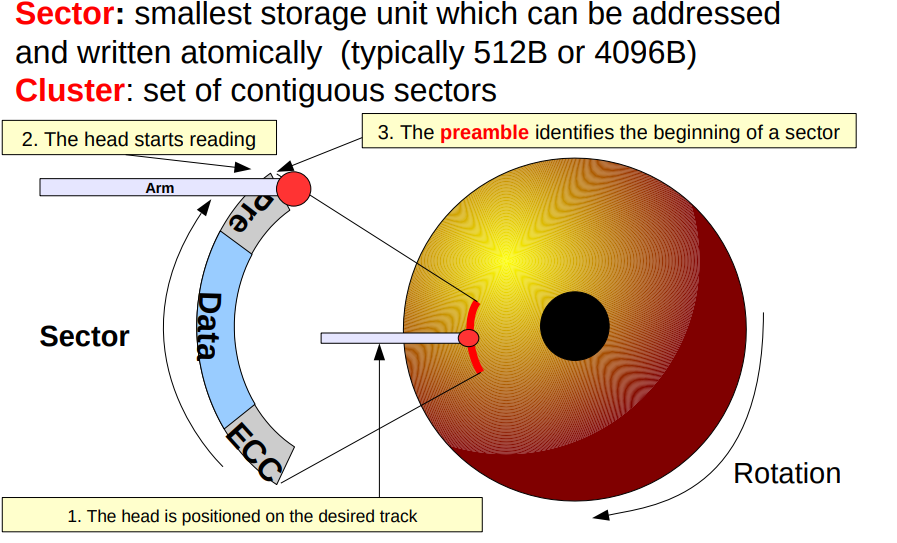 Sector: smallest storage unit which can be addressed
and written atomically (typically 512B or 4096B)
Cluster: set of contiguous sectors
2. The head starts reading
3. The preamble identifies the beginning of a sector
Arm
Pre
Data
Sector
ECC
Rotation
1. The head is positioned on the desired track